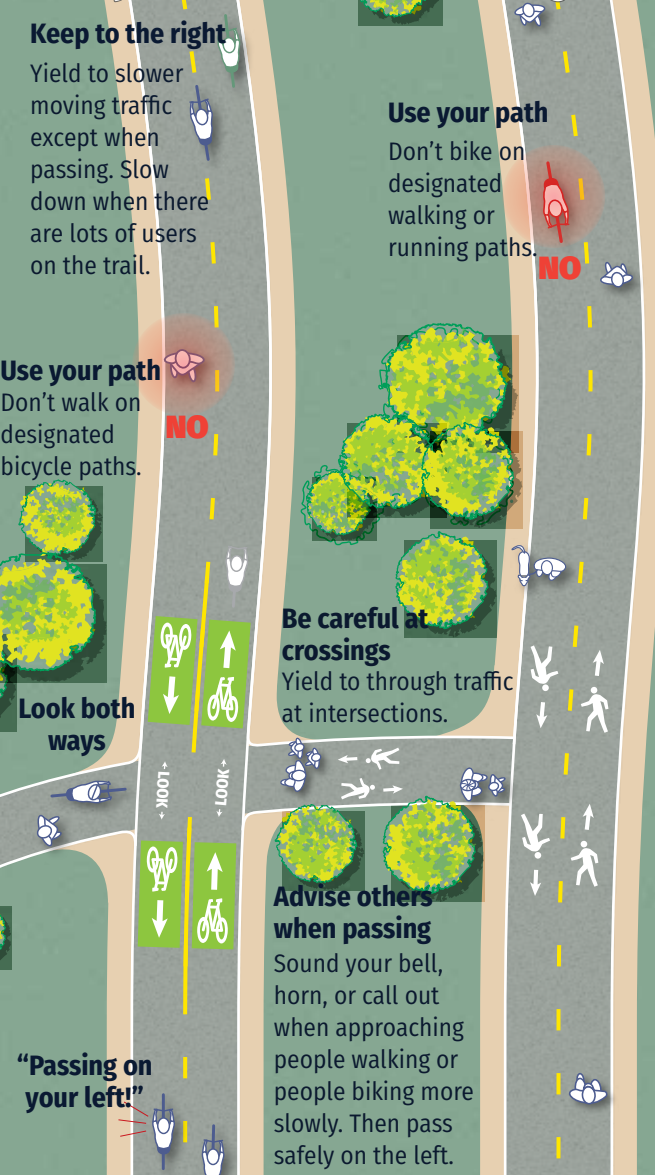 Keep to the right
Yield to slower
moving traffic
except when
passing. Slow
down when there
are lots of users
on the trail.
Use your path
Don’t bike on
designated
walking or
running paths.
NO
Use your path
Don’t walk on
designated
bicycle paths.
NO
Be careful at
crossings
Yield to through traffic
at intersections.
Look both
ways
LOOK
LOOK
Advise others
when passing
Sound your bell,
horn, or call out
when approaching
people walking or
people biking more
slowly. Then pass
safely on the left.
“Passing on
your left!”